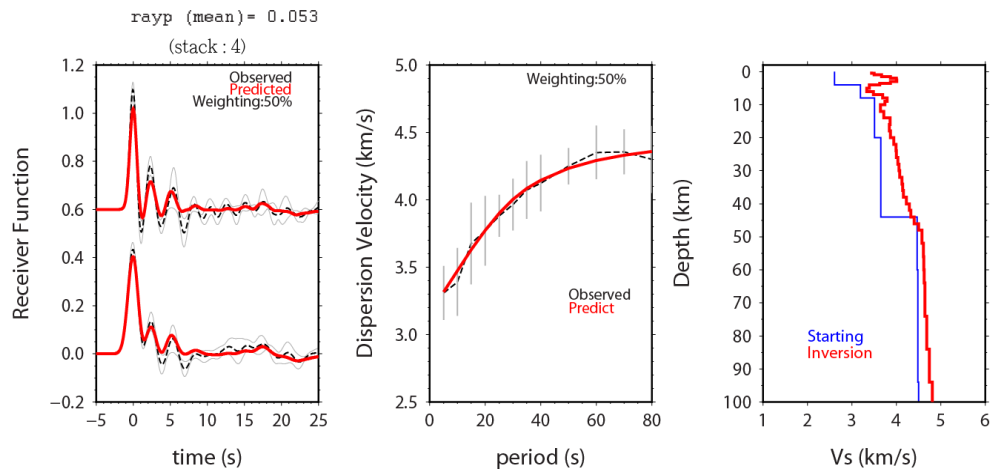 rayp (mean)= 0.053
(stack : 4)
Receiver Function
1.2
1.0
0.8
0.6
0.4
0.2
0.0
−0.2
Observed
Predicted
Weighting:50%
−5 0 5 10 15 20 25
time (s)
Dispersion Velocity (km/s)
5.0
4.5
4.0
3.5
3.0
2.5
Weighting:50%
Observed
Predict
0 20 40 60 80
period (s)
Depth (km)
0
10
20
30
40
50
60
70
80
90
100
Starting
Inversion
1 2 3 4 5 6
Vs (km/s)